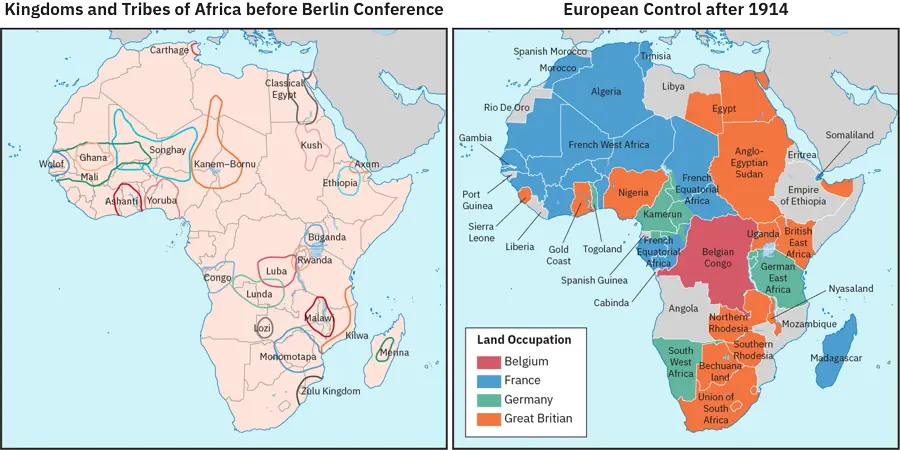 Kingdoms and Tribes of Africa before Berlin Conference
Carthage
Classical
Egypt
Kush
Axum
Ethiopia
Wolof
Ghana
Mali
Songhay
Kanem–Bornu
Ashanti
Yoruba
Buganda
Rwanda
Congo
Luba
Lunda
Lozi
Malawi
Kilwa
Monomotapa
Merina
Zulu Kingdom
European Control after 1914
Spanish Morocco
Morocco
Tunisia
Algeria
Libya
Egypt
Rio De Oro
French West Africa
Gambia
Port
Guinea
Sierra
Leone
Liberia
Gold
Coast
Togoland
Nigeria
Kamerun
French
Equatorial
Africa
Anglo-
Egyptian
Sudan
Eritrea
Somaliland
Empire
of Ethiopia
Uganda
British
East
Africa
French
Equatorial
Africa
Spanish Guinea
Cabinda
Belgian
Congo
German
East
Africa
Nyasaland
Angola
Northern
Rhodesia
Mozambique
Southern
Rhodesia
Madagascar
South
West
Africa
Bechuana
land
Union of
South
Africa
Land Occupation
Belgium
France
Germany
Great Britian